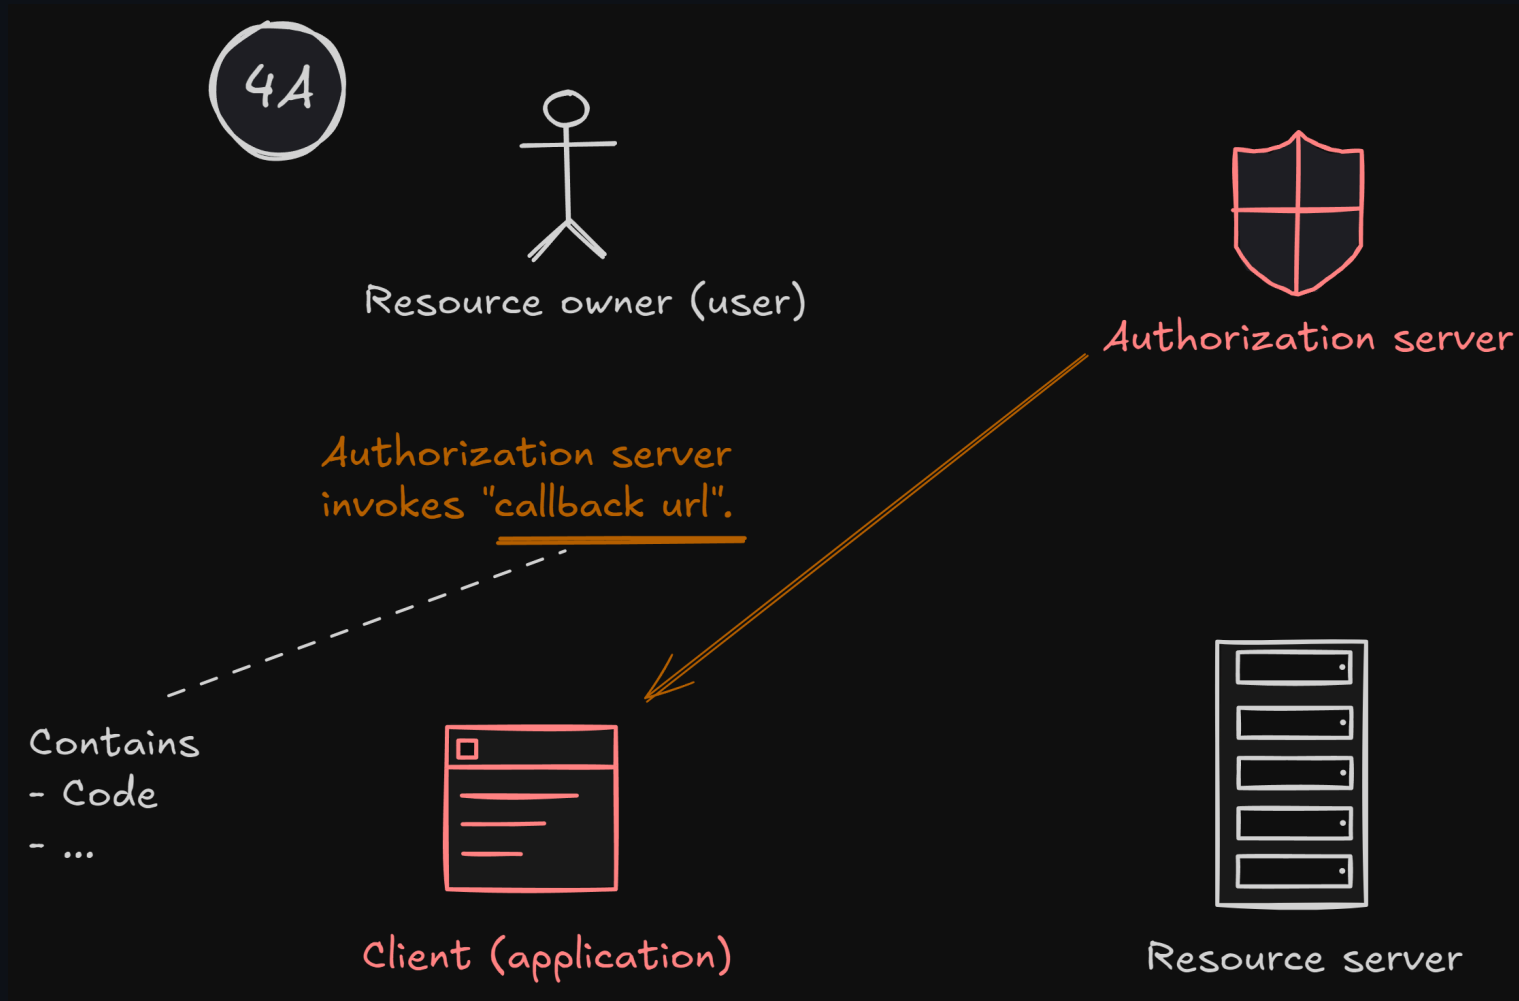 4A
Resource owner (user)
Authorization server
Authorization server
invokes "callback url".
Contains
- Code
- ...
Client (application)
Resource server